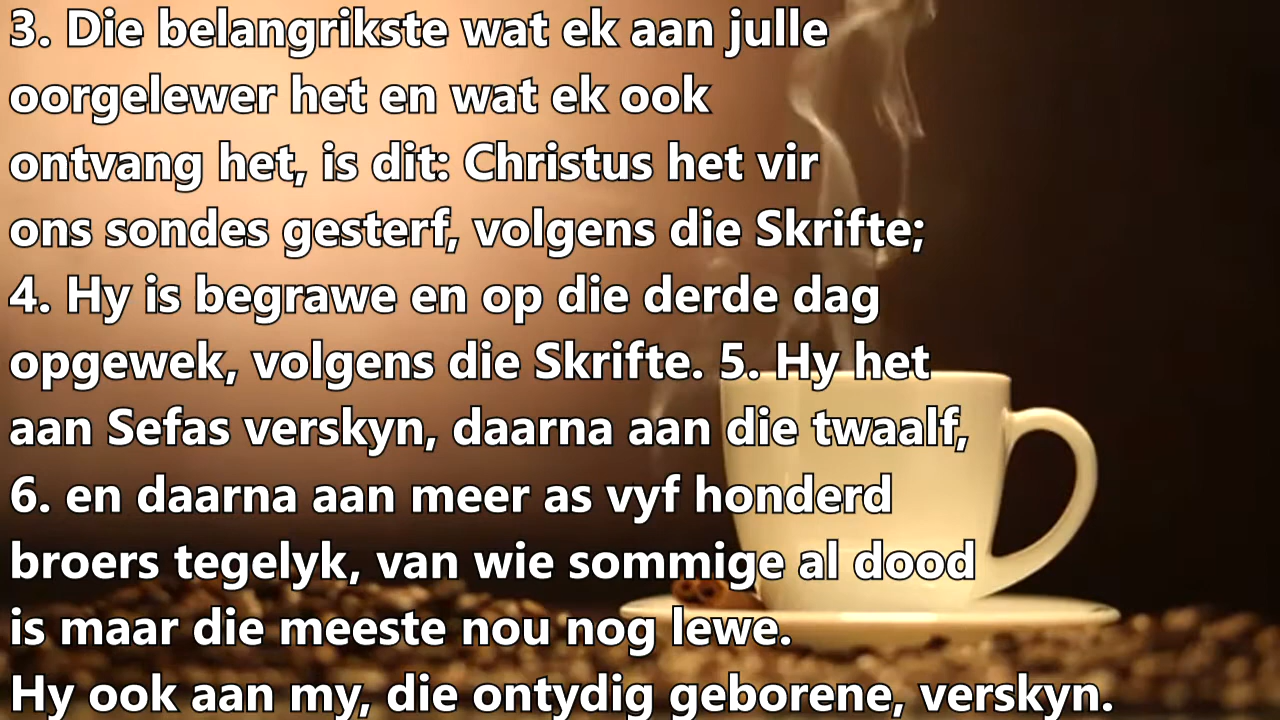 3. Die belangrikste wat ek aan julle
oorgelewer het en wat ek ook
ontvang het, is dit: Christus het vir
ons sondes gesterf, volgens die Skrifte;
4. Hy is begrawe en op die derde dag
opgewek, volgens die Skrifte. 5. Hy het
aan Sefas verskyn, daarna aan die twaalf,
6. en daarna aan meer as vyf honderd
broers tegelyk, van wie sommige al dood
is maar die meeste nou nog lewe.
Hy ook aan my, die ontydig geborene, verskyn.